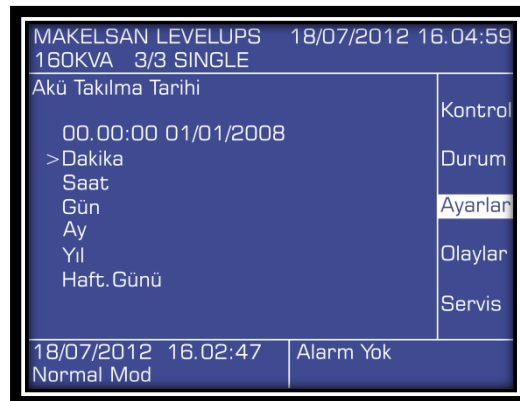 MAKELSAN LEVELUPS 18/07/2012 16.04:59
160KVA 3/3 SINGLE
Akü Takılma Tarihi
00.00:00 01/01/2008
>Dakika
Saat
Gün
Ay
Yıl
Haft.Günü
Kontrol
Durum
Ayarlar
Olaylar
Servis
18/07/2012 16.02:47
Normal Mod
Alarm Yok